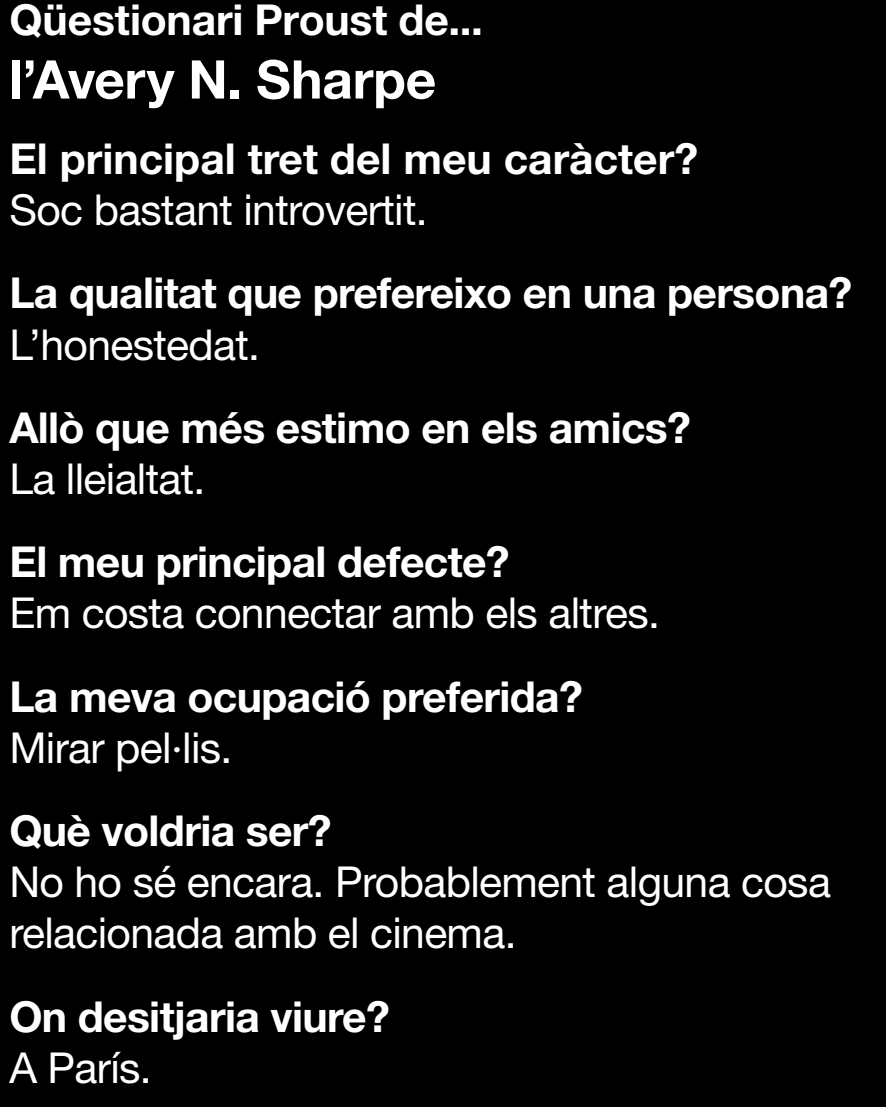 Qüestionari Proust de...
l’Avery N. Sharpe
El principal tret del meu caràcter?
Soc bastant introvertit.
La qualitat que prefereixo en una persona?
L’honestedat.
Allò que més estimo en els amics?
La lleialtat.
El meu principal defecte?
Em costa connectar amb els altres.
La meva ocupació preferida?
Mirar pel·lis.
Què voldria ser?
No ho sé encara. Probablement alguna cosa
relacionada amb el cinema.
On desitjaria viure?
A París.